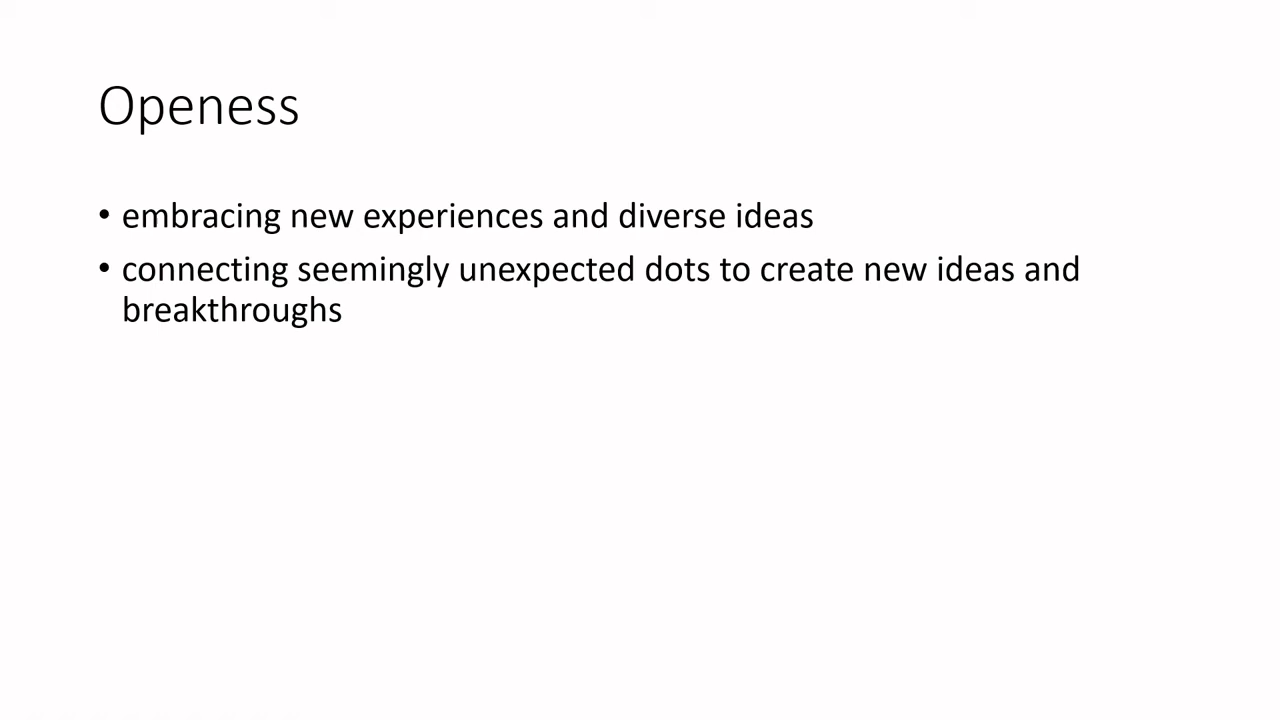 Openess
• embracing new experiences and diverse ideas
• connecting seemingly unexpected dots to create new ideas and
breakthroughs